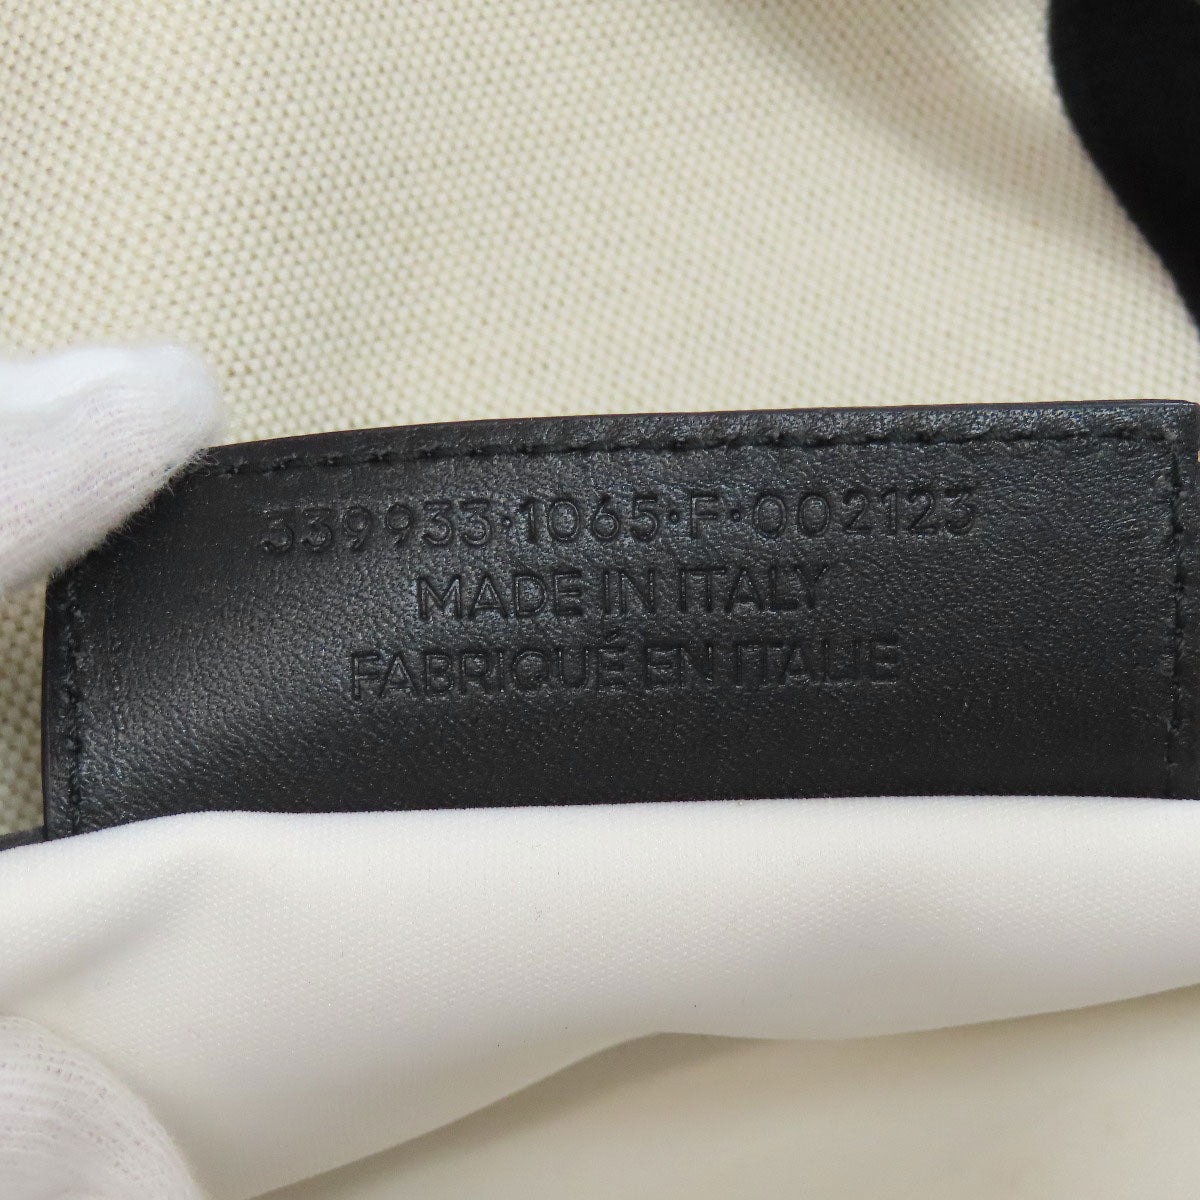 339933·1065·F·002123
MADE IN ITALY
FABRIQUÉ EN ITALIE